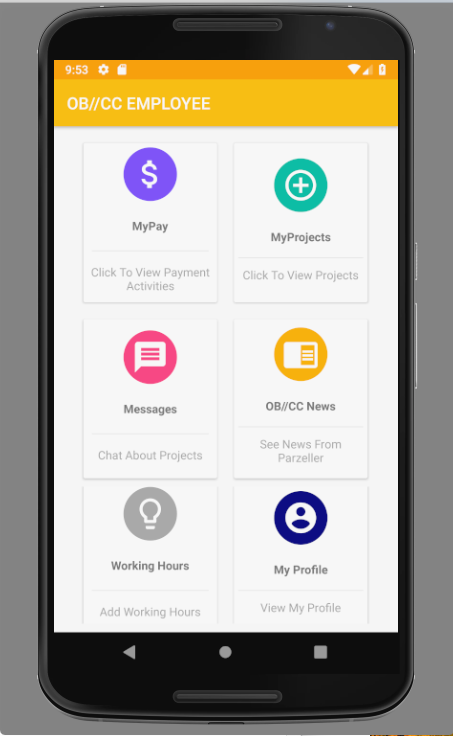 9:53
OB//CC EMPLOYEE
MyPay
Click To View Payment
Activities
MyProjects
Click To View Projects
Messages
Chat About Projects
OB//CC News
See News From
Parzeller
Working Hours
Add Working Hours
My Profile
View My Profile